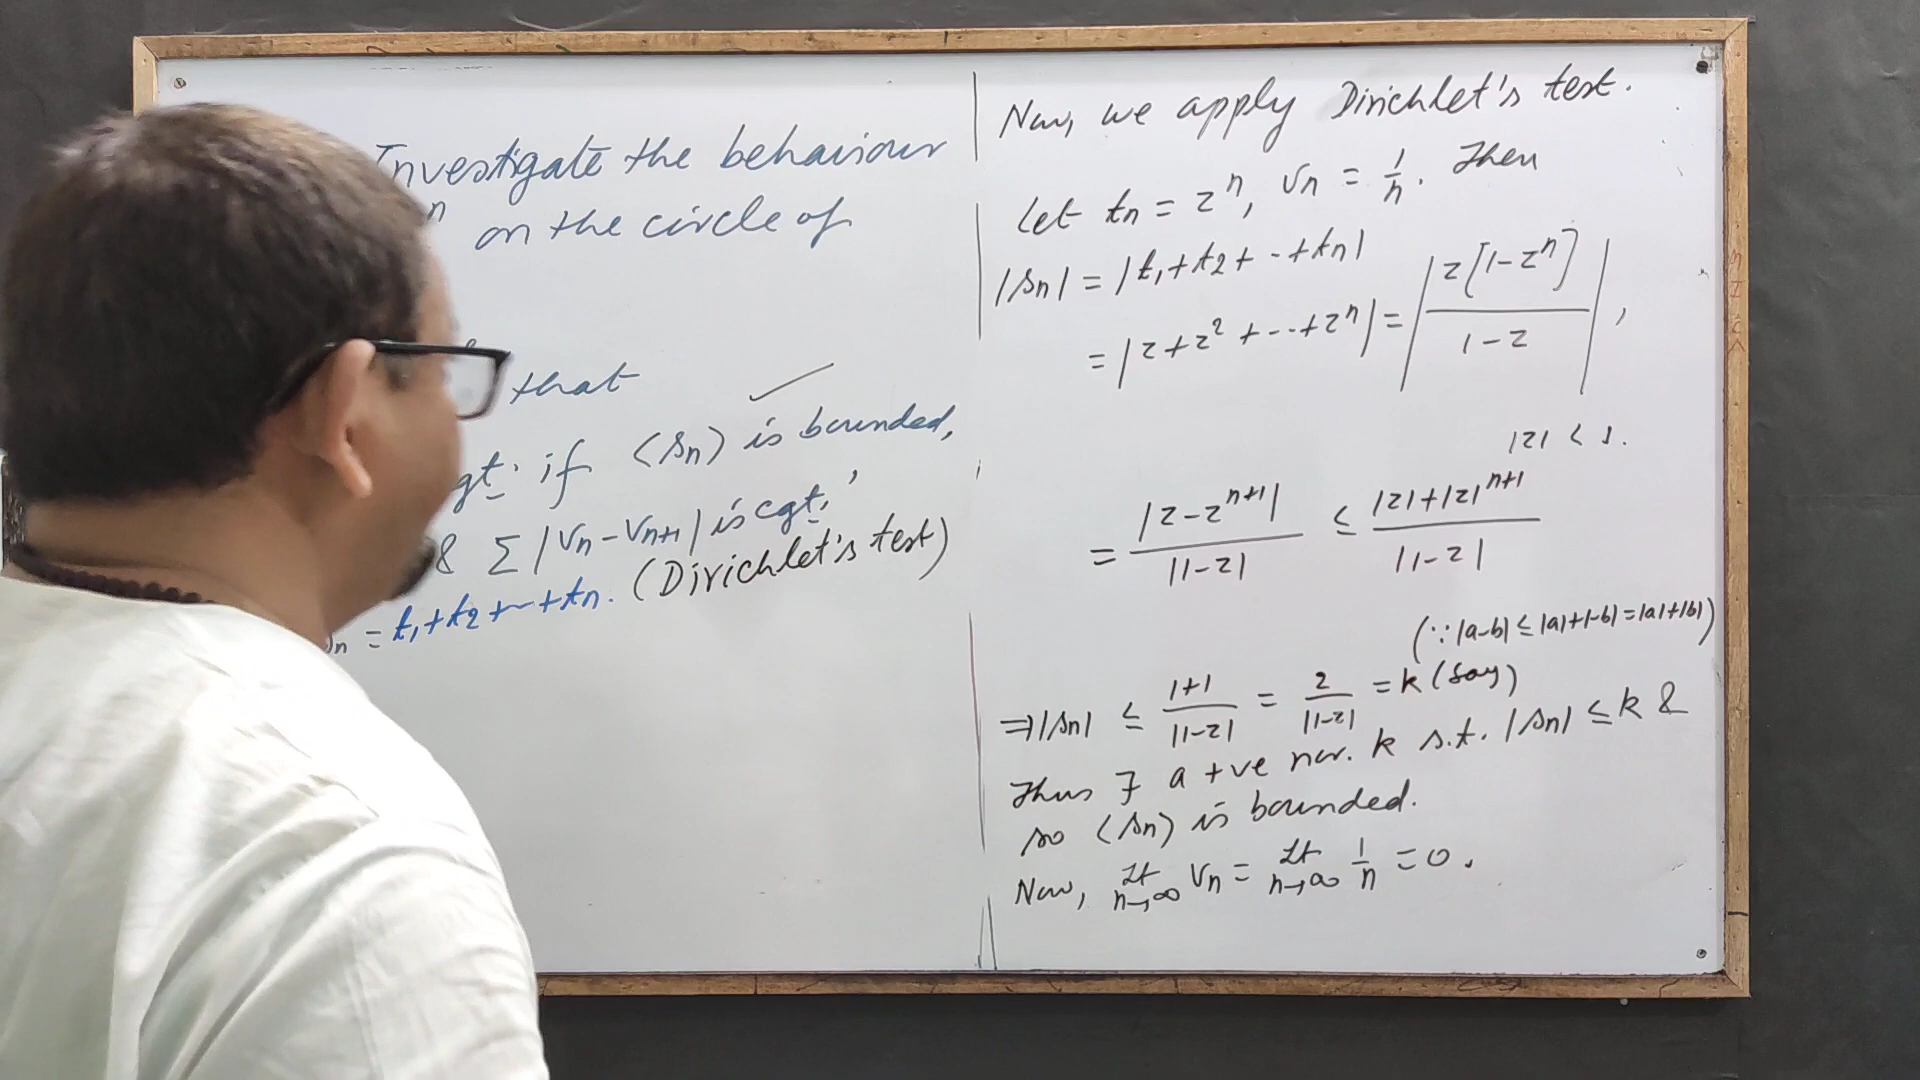 Investigate the behaviour
n on the circle of
that
gt. if ⟨sn⟩ is bounded,
& Σ |vn - vn+1| is cgt.,
n = t1+t2+--+tn. (Dirichlet's test)
Now, we apply Dirichlet's test.
Let tn = z^n, vn = 1/n. Then
|sn| = |t1+t2+--+tn|
= |z+z^2+--+z^n| = |z[1-z^n]/1-z|,
|z| < 1.
= |z-z^n+1|/|1-z| ≤ |z|+|z|^n+1/|1-z|
(∵ |a-b| ≤ |a|+|-b| = |a|+|b|)
⇒ |sn| ≤ 1+1/|1-z| = 2/|1-z| = k (say)
Thus ∃ a +ve nor. k s.t. |sn| ≤ k &
so ⟨sn⟩ is bounded.
Now, Lt n→∞ vn = Lt n→∞ 1/n = 0.